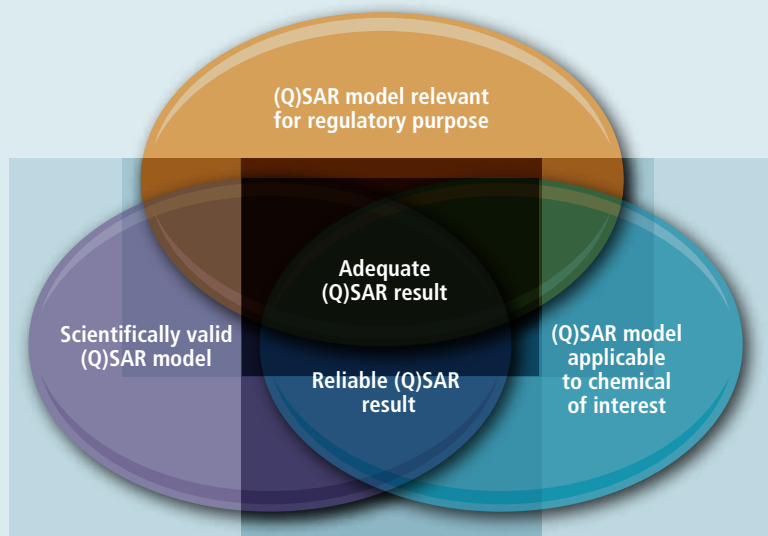 (Q)SAR model relevant
for regulatory purpose
Adequate
(Q)SAR result
Scientifically valid
(Q)SAR model
(Q)SAR model
applicable
to chemical
of interest
Reliable (Q)SAR
result